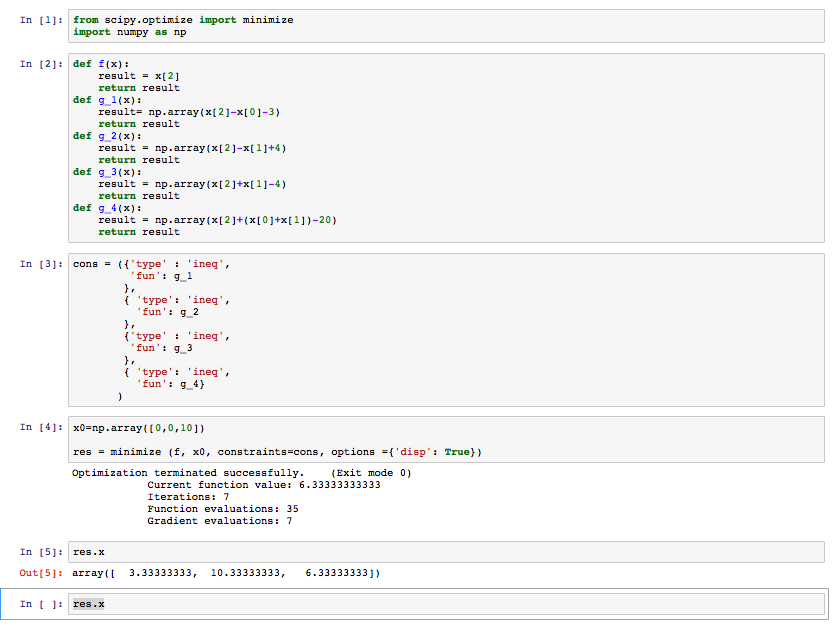 In [1]: from scipy.optimize import minimize
import numpy as np
In [2]: def f(x):
    result = x[2]
    return result
def g_1(x):
    result= np.array(x[2]-x[0]-3)
    return result
def g_2(x):
    result = np.array(x[2]-x[1]+4)
    return result
def g_3(x):
    result = np.array(x[2]+x[1]-4)
    return result
def g_4(x):
    result = np.array(x[2]+(x[0]+x[1])-20)
    return result
In [3]: cons = ({'type' : 'ineq',
         'fun': g_1
        },
        { 'type': 'ineq',
          'fun': g_2
        },
        {'type' : 'ineq',
         'fun': g_3
        },
        { 'type': 'ineq',
          'fun': g_4}
       )
In [4]: x0=np.array([0,0,10])
res = minimize (f, x0, constraints=cons, options ={'disp': True})
Optimization terminated successfully.    (Exit mode 0)
            Current function value: 6.33333333333
            Iterations: 7
            Function evaluations: 35
            Gradient evaluations: 7
In [5]: res.x
Out[5]: array([  3.33333333,  10.33333333,   6.33333333])
In [ ]: res.x